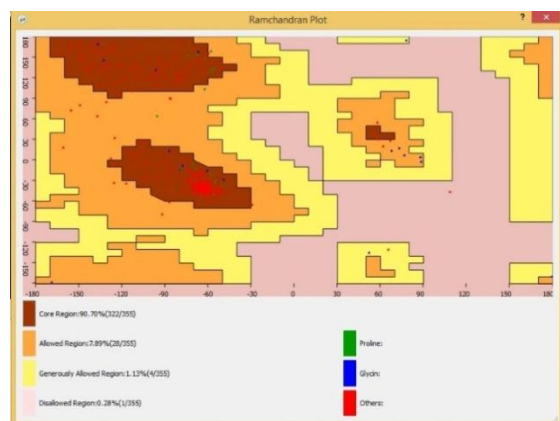 Ramchandran Plot
? ×
180
150
120
90
60
30
0
-30
-60
-90
-120
-150
-180 -150 -120 -90 -60 -30 0 30 60 90 120 150 180
Core Region:90.70%(322/355)
Allowed Region:7.89%(28/355) Proline:
Generously Allowed Region:1.13%(4/355) Glycin:
Disallowed Region:0.28%(1/355) Others: